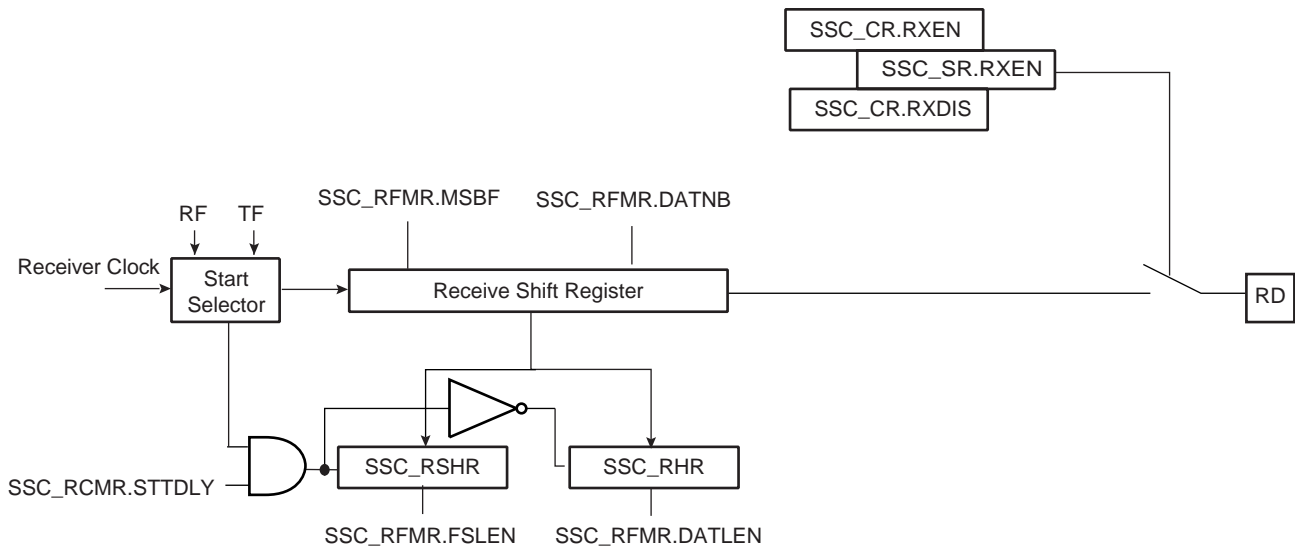 SSC_CR.RXEN
SSC_SR.RXEN
SSC_CR.RXDIS
SSC_RFMR.MSBF
SSC_RFMR.DATNB
RF
TF
Receiver Clock
Start
Selector
Receive Shift Register
RD
SSC_RSHR
SSC_RHR
SSC_RCMR.STTDLY
SSC_RFMR.FSLEN
SSC_RFMR.DATLEN